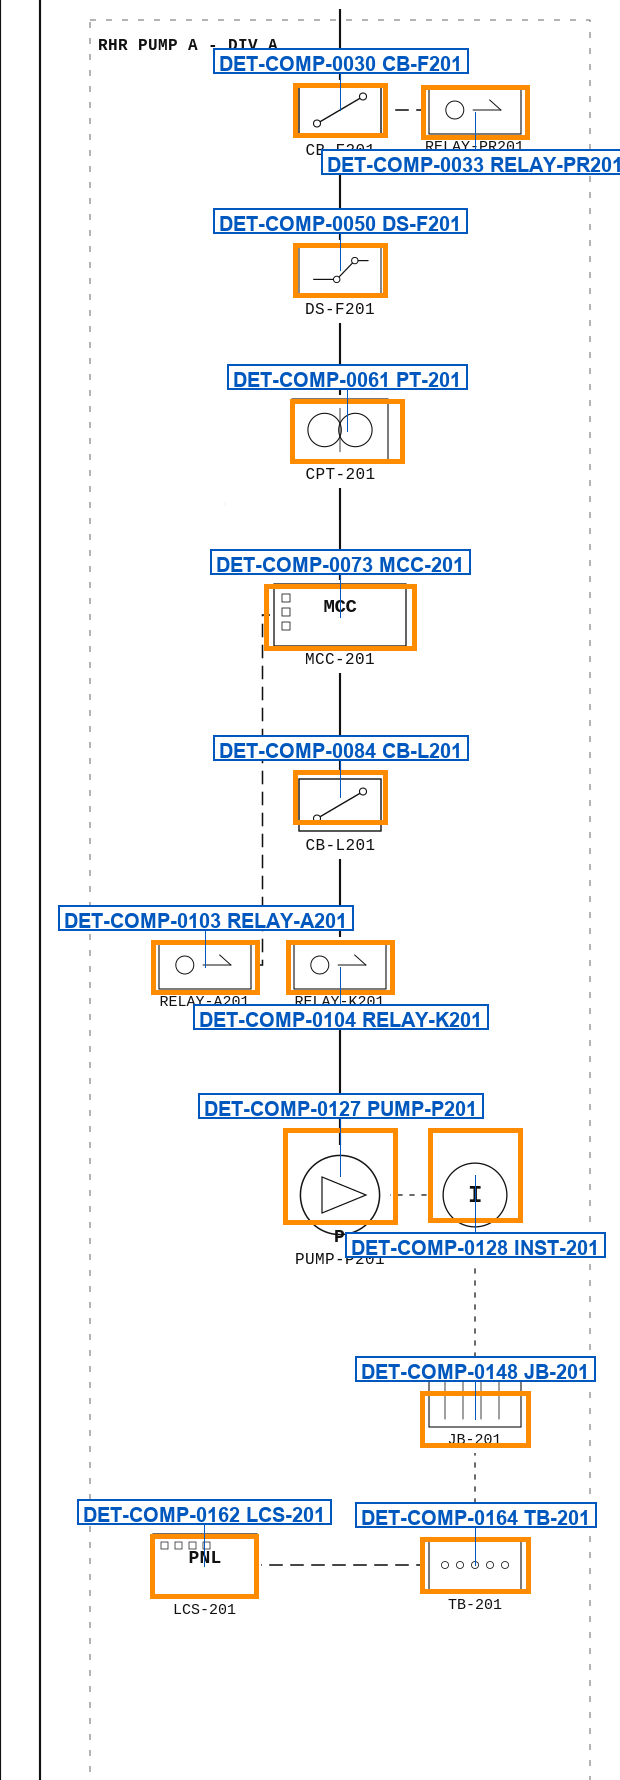 RHR PUMP A - DIV A
DET-COMP-0030 CB-F201
CB-F201
RELAY-PR201
DET-COMP-0033 RELAY-PR201
DET-COMP-0050 DS-F201
DS-F201
DET-COMP-0061 PT-201
CPT-201
DET-COMP-0073 MCC-201
MCC
MCC-201
DET-COMP-0084 CB-L201
CB-L201
DET-COMP-0103 RELAY-A201
RELAY-A201
RELAY-K201
DET-COMP-0104 RELAY-K201
DET-COMP-0127 PUMP-P201
I
P
DET-COMP-0128 INST-201
PUMP-P201
DET-COMP-0148 JB-201
JB-201
DET-COMP-0162 LCS-201
DET-COMP-0164 TB-201
PNL
LCS-201
TB-201